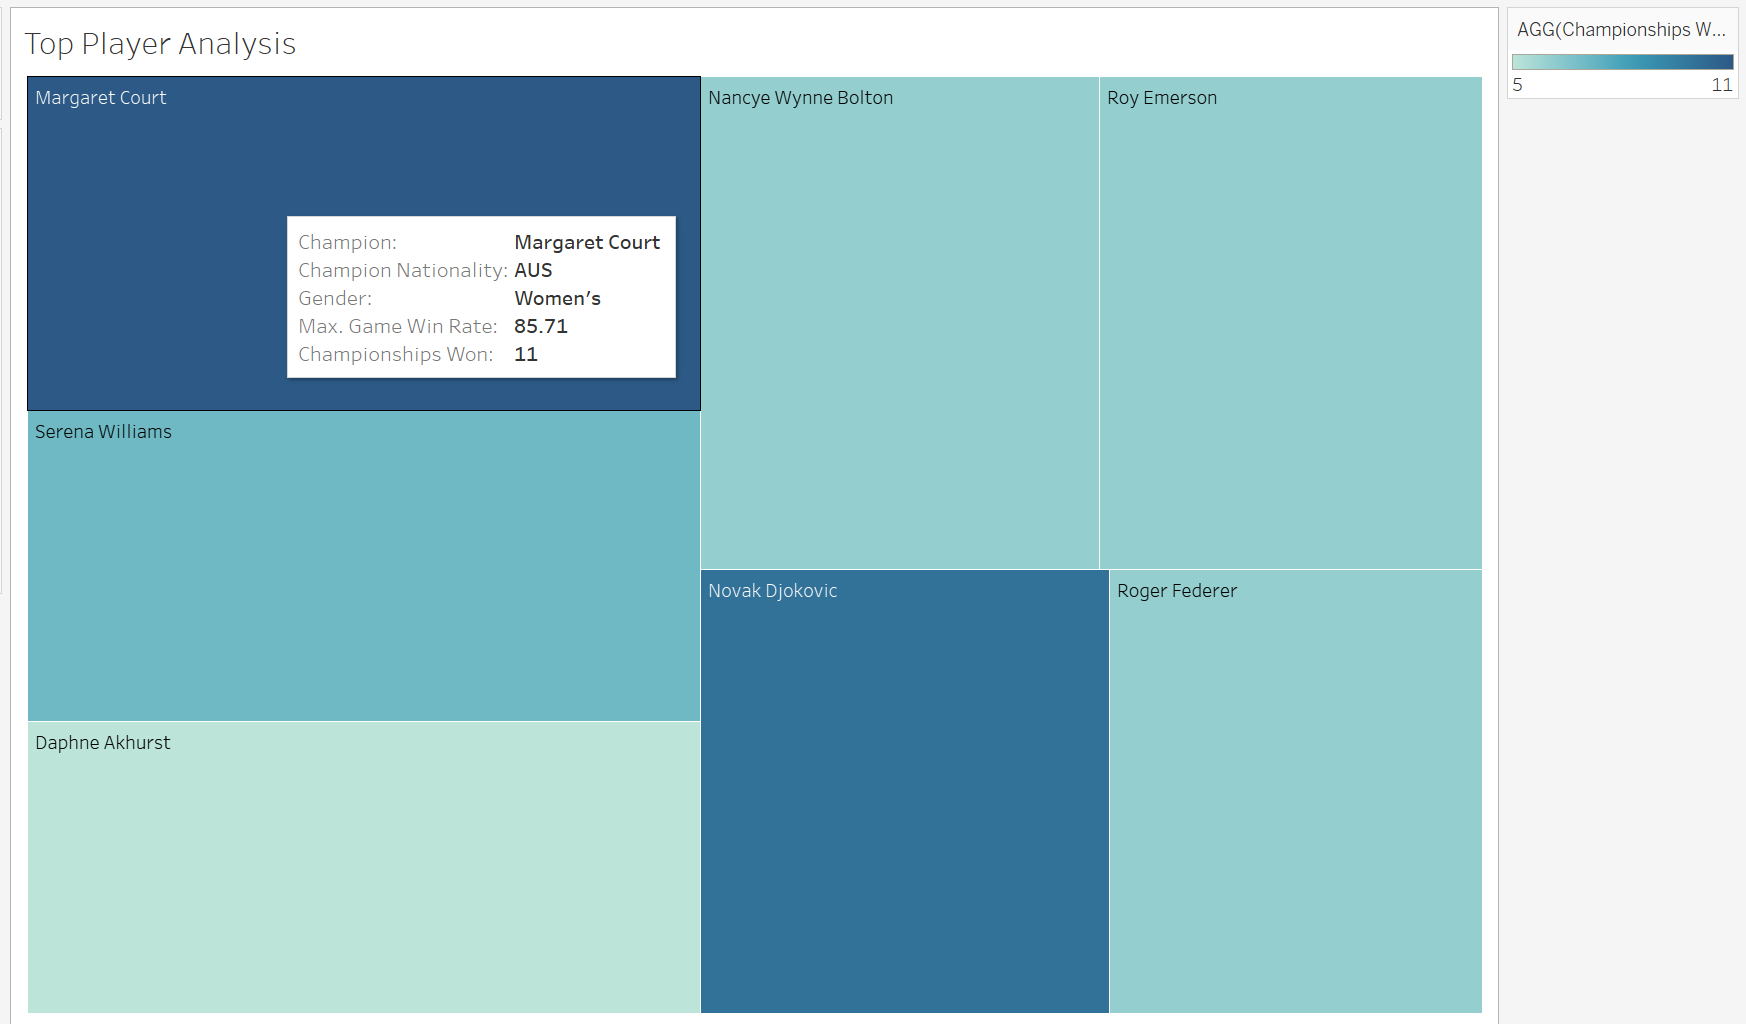 Top Player Analysis
AGG(Championships W...
5 11
Margaret Court
Nancye Wynne Bolton
Roy Emerson
Champion: Margaret Court
Champion Nationality: AUS
Gender: Women’s
Max. Game Win Rate: 85.71
Championships Won: 11
Serena Williams
Novak Djokovic
Roger Federer
Daphne Akhurst